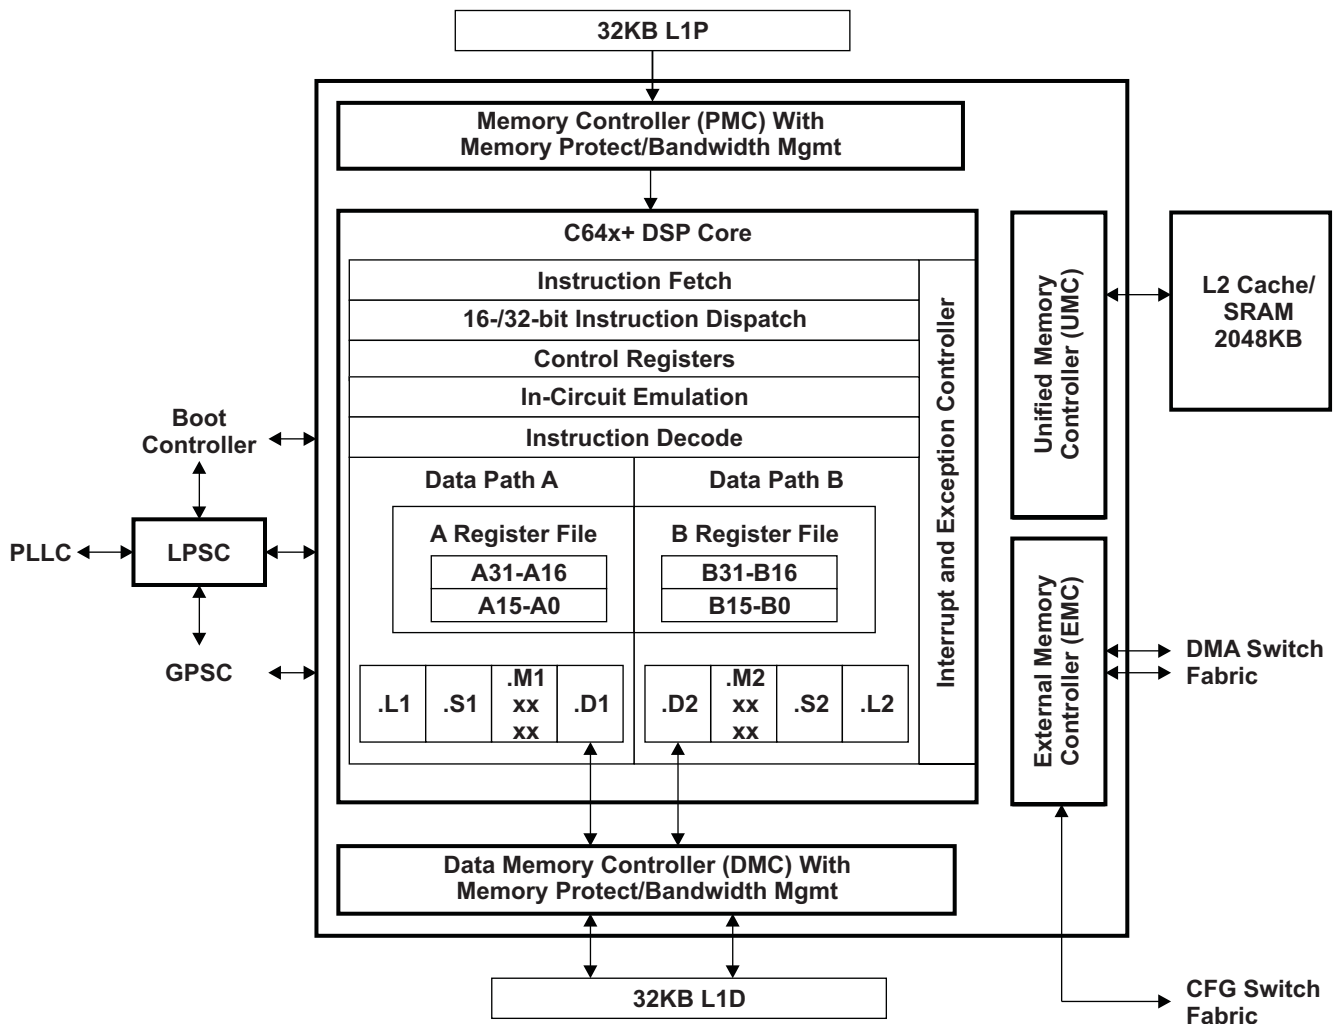 32KB L1P
Memory Controller (PMC) With
Memory Protect/Bandwidth Mgmt
C64x+ DSP Core
Instruction Fetch
16-/32-bit Instruction Dispatch
Control Registers
In-Circuit Emulation
Instruction Decode
Data Path A
Data Path B
A Register File
B Register File
A31-A16
B31-B16
A15-A0
B15-B0
.L1
.S1
.M1
xx
xx
.D1
.D2
.M2
xx
xx
.S2
.L2
Interrupt and Exception Controller
Unified Memory
Controller (UMC)
L2 Cache/
SRAM
2048KB
External Memory
Controller (EMC)
DMA Switch
Fabric
CFG Switch
Fabric
Boot
Controller
PLLC
LPSC
GPSC
Data Memory Controller (DMC) With
Memory Protect/Bandwidth Mgmt
32KB L1D